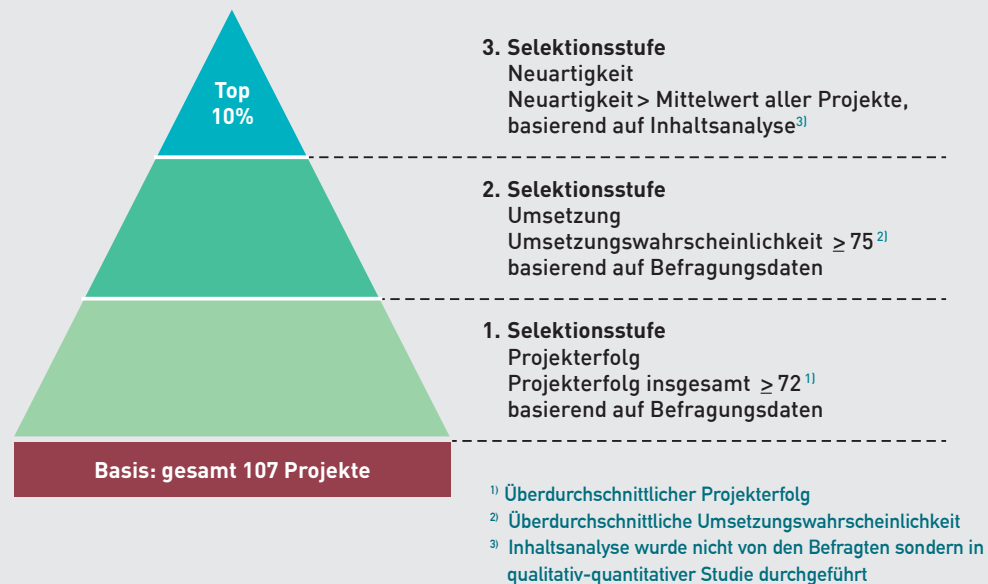 Top
10%
3. Selektionsstufe
Neuartigkeit
Neuartigkeit > Mittelwert aller Projekte,
basierend auf Inhaltsanalyse³⁾
2. Selektionsstufe
Umsetzung
Umsetzungswahrscheinlichkeit ≥ 75 ²⁾
basierend auf Befragungsdaten
1. Selektionsstufe
Projekterfolg
Projekterfolg insgesamt ≥ 72 ¹⁾
basierend auf Befragungsdaten
Basis: gesamt 107 Projekte
¹⁾ Überdurchschnittlicher Projekterfolg
²⁾ Überdurchschnittliche Umsetzungswahrscheinlichkeit
³⁾ Inhaltsanalyse wurde nicht von den Befragten sondern in
qualitativ-quantitativer Studie durchgeführt